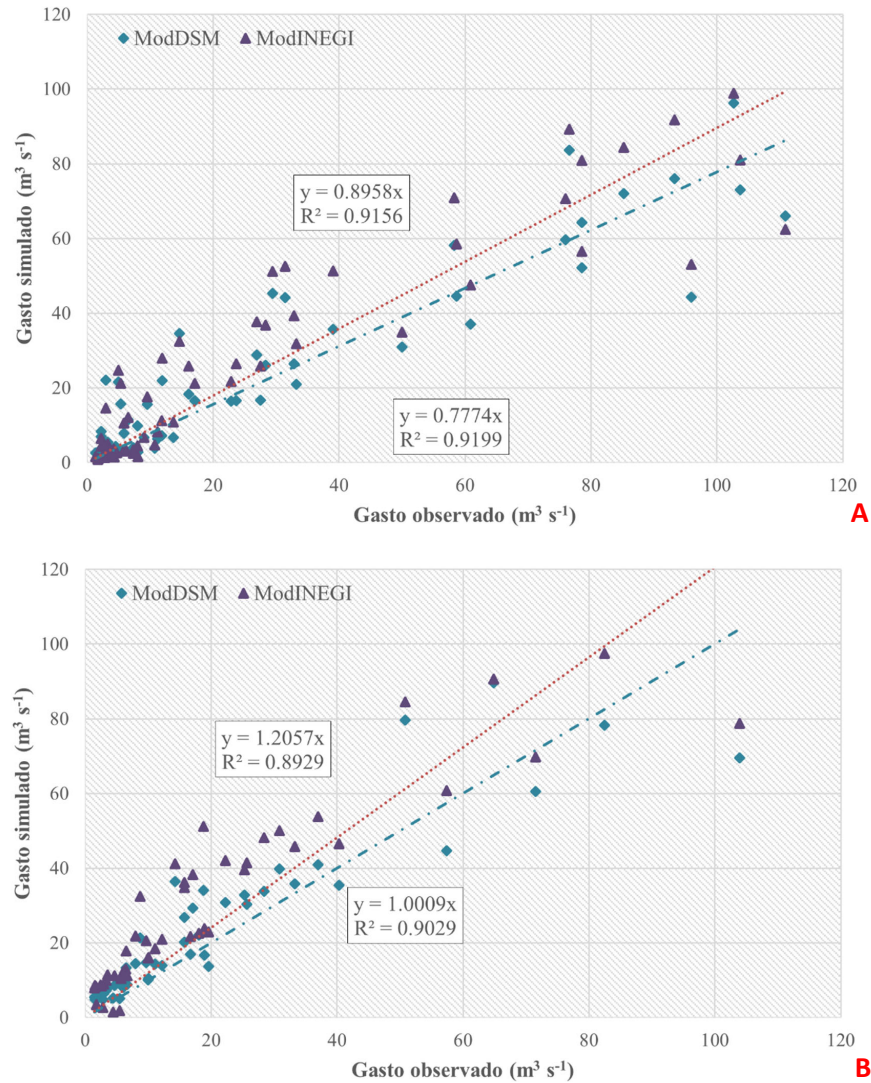 120
ModDSM ModINEGI
100
80
y = 0.8958x
R² = 0.9156
60
40
y = 0.7774x
R² = 0.9199
20
0
0 20 40 60 80 100 120
Gasto simulado (m³ s⁻¹)
Gasto observado (m³ s⁻¹)
A
120
ModDSM ModINEGI
100
80
y = 1.2057x
R² = 0.8929
60
40
y = 1.0009x
R² = 0.9029
20
0
0 20 40 60 80 100 120
Gasto simulado (m³ s⁻¹)
Gasto observado (m³ s⁻¹)
B